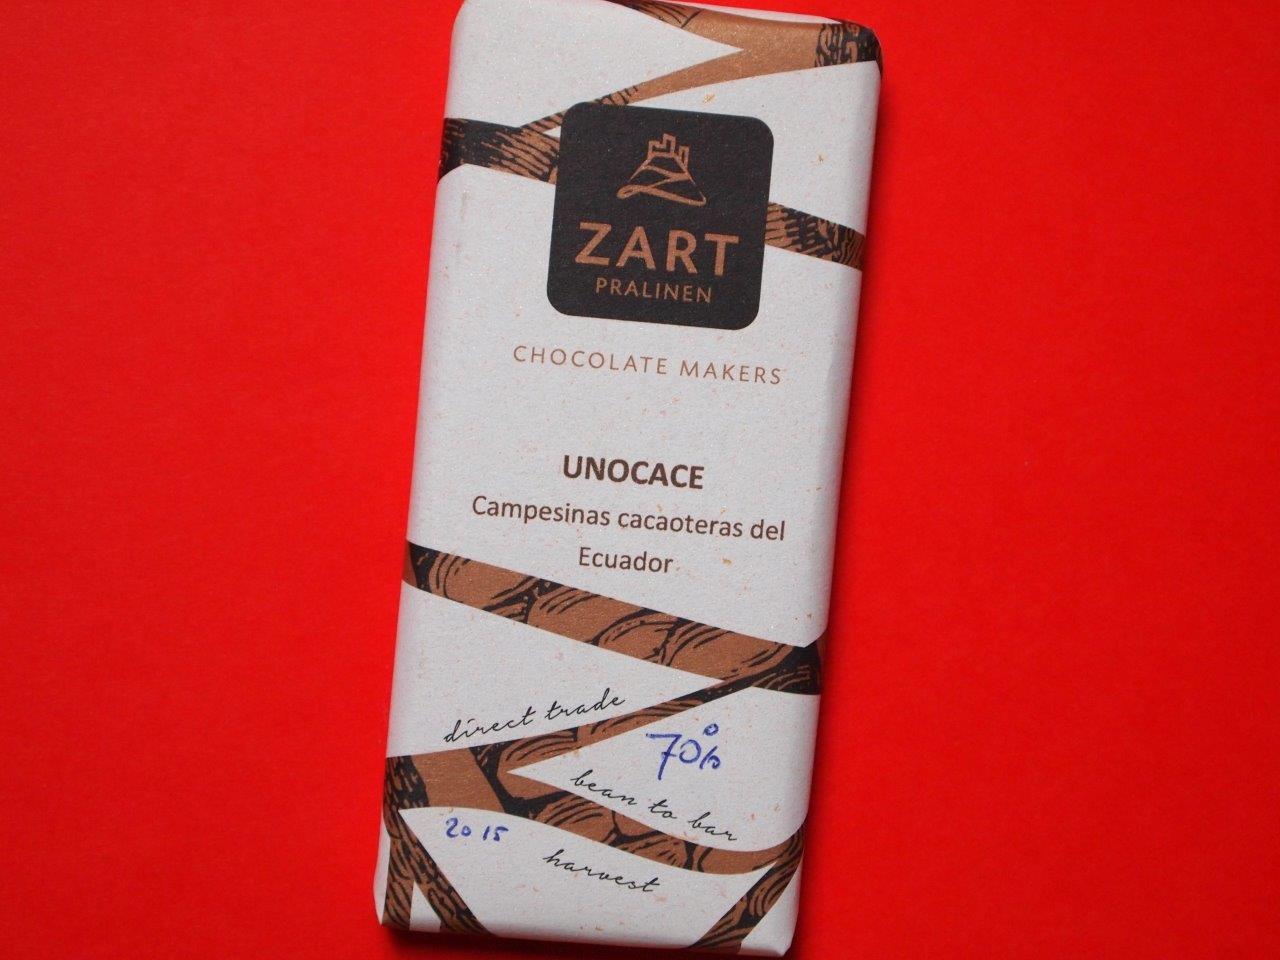 ZART
PRALINEN
CHOCOLATE MAKERS
UNOCACE
Campesinas cacaoteras del
Ecuador
direct trade
70%
bean to bar
2015
harvest